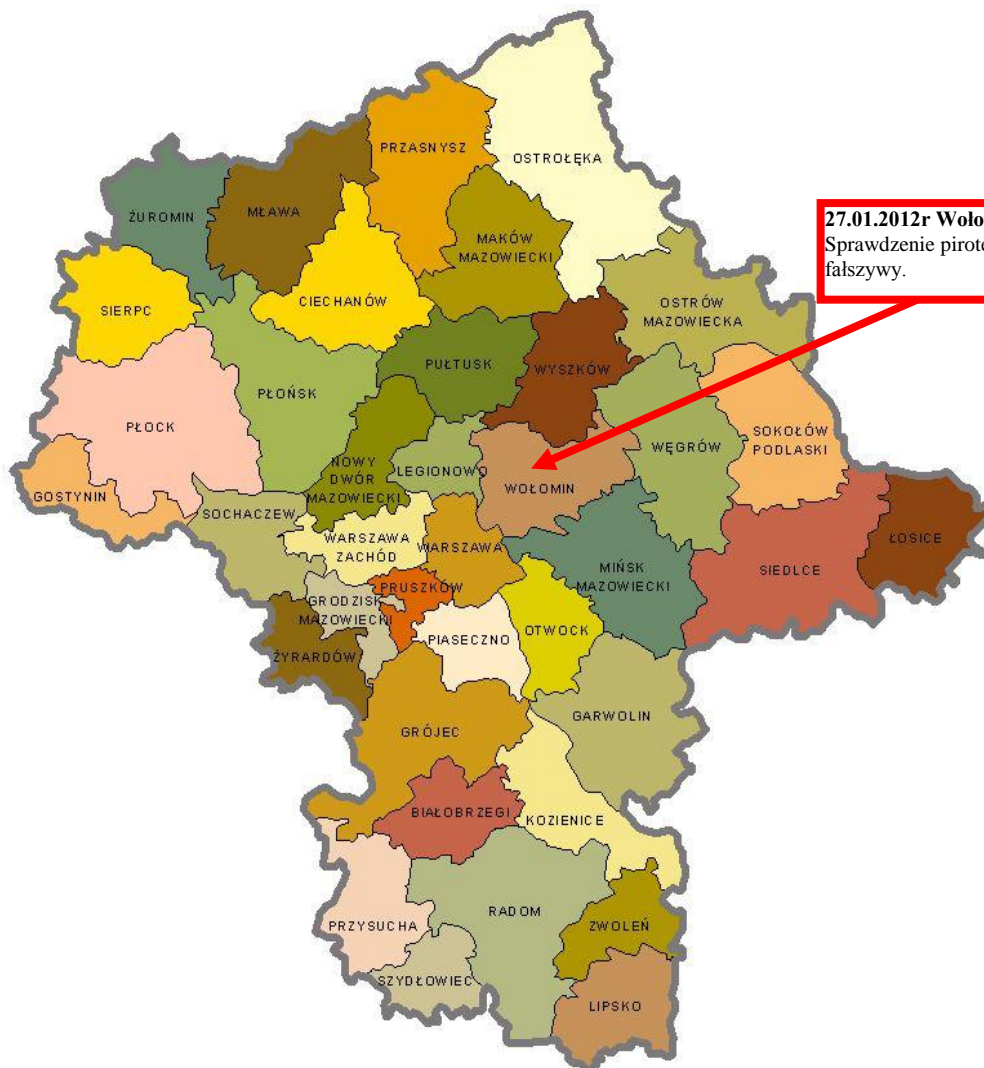 PRZASNYSZ
OSTROŁĘKA
ŻUROMIN
MŁAWA
MAKÓW
MAZOWIECKI
27.01.2012r
Sprawdzenie
fałszywy.
SIERPC
CIECHANÓW
OSTRÓW
MAZOWIECKA
PŁOCK
PŁOŃSK
PUŁTUSK
WYSZKÓW
SOKOŁÓW
PODLASKI
WĘGRÓW
GOSTYNIN
NOWY
DWÓR
MAZOWIECKI
LEGIONOWO
WOŁOMIN
SOCHACZEW
WARSZAWA
ZACHÓD
WARSZAWA
MIŃSK
MAZOWIECKI
SIEDLCE
ŁOSICE
GRODZISK
MAZOWIECKI
PRUSZKÓW
PIASECZNO
OTWOCK
ŻYRARDÓW
GARWOLIN
GRÓJEC
BIAŁOBRZEGI
KOZIENICE
RADOM
PRZYSUCHA
ZWOLEŃ
SZYDŁOWIEC
LIPSKO